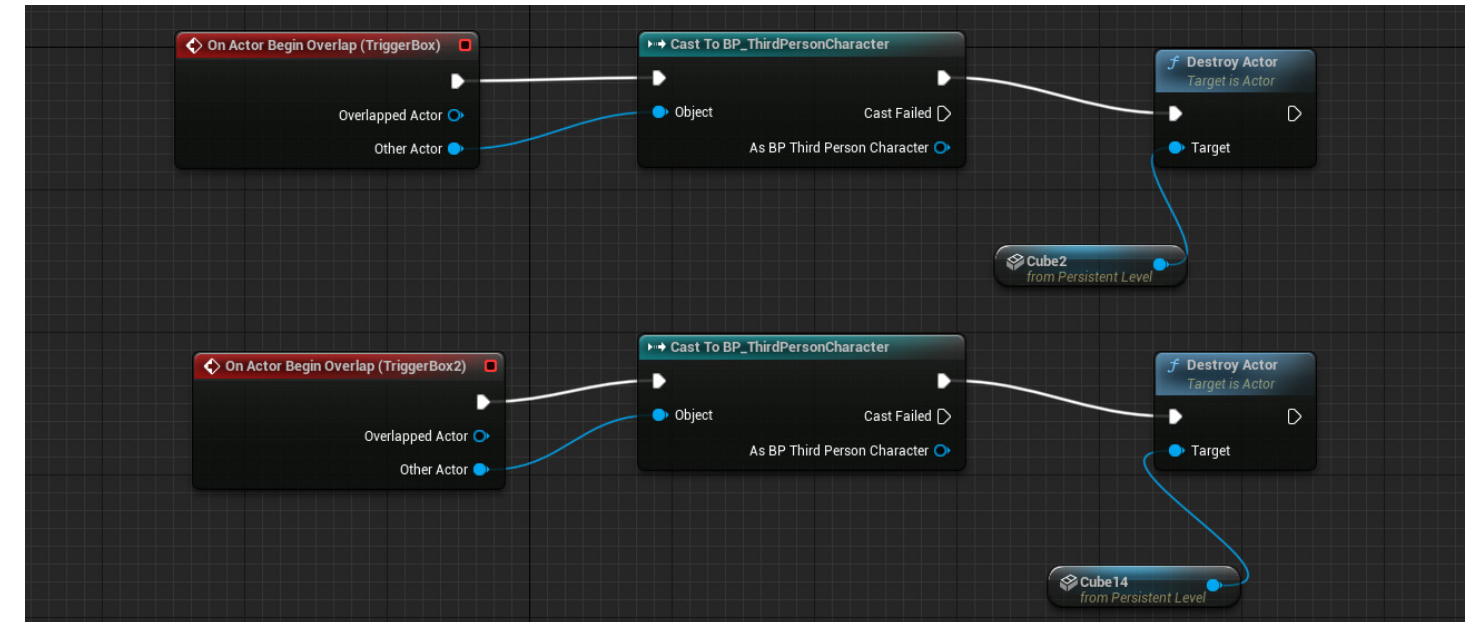 On Actor Begin Overlap (TriggerBox)
Overlapped Actor
Other Actor
Cast To BP_ThirdPersonCharacter
Object
Cast Failed
As BP Third Person Character
Destroy Actor
Target is Actor
Target
Cube2
from Persistent Level
On Actor Begin Overlap (TriggerBox2)
Overlapped Actor
Other Actor
Cast To BP_ThirdPersonCharacter
Object
Cast Failed
As BP Third Person Character
Destroy Actor
Target is Actor
Target
Cube14
from Persistent Level